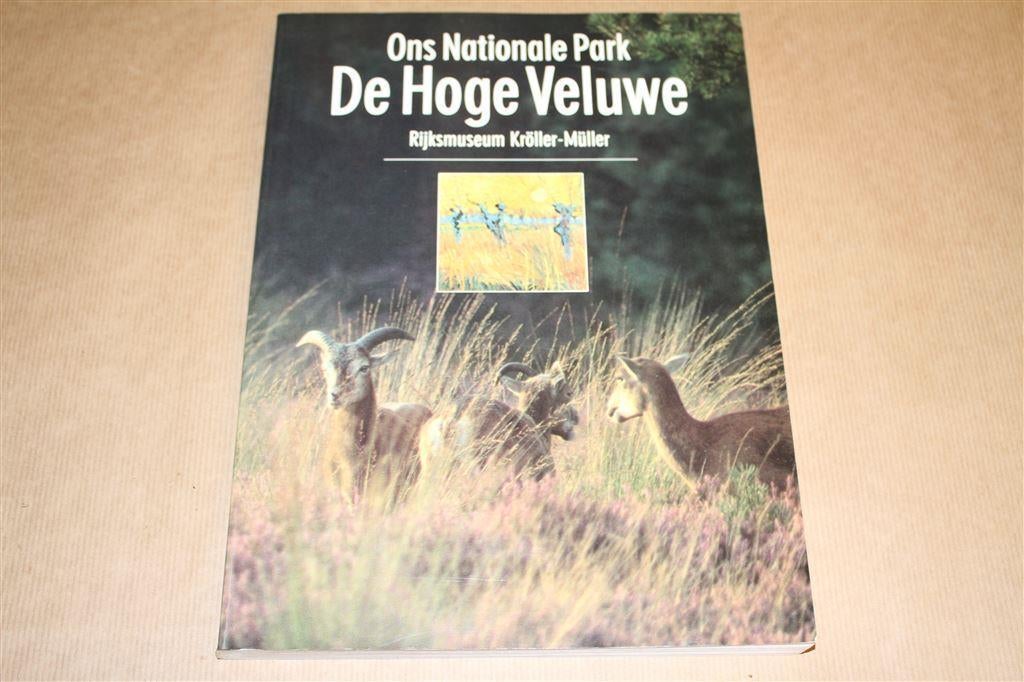 Ons Nationale Park
De Hoge Veluwe
Rijksmuseum Kröller-Müller